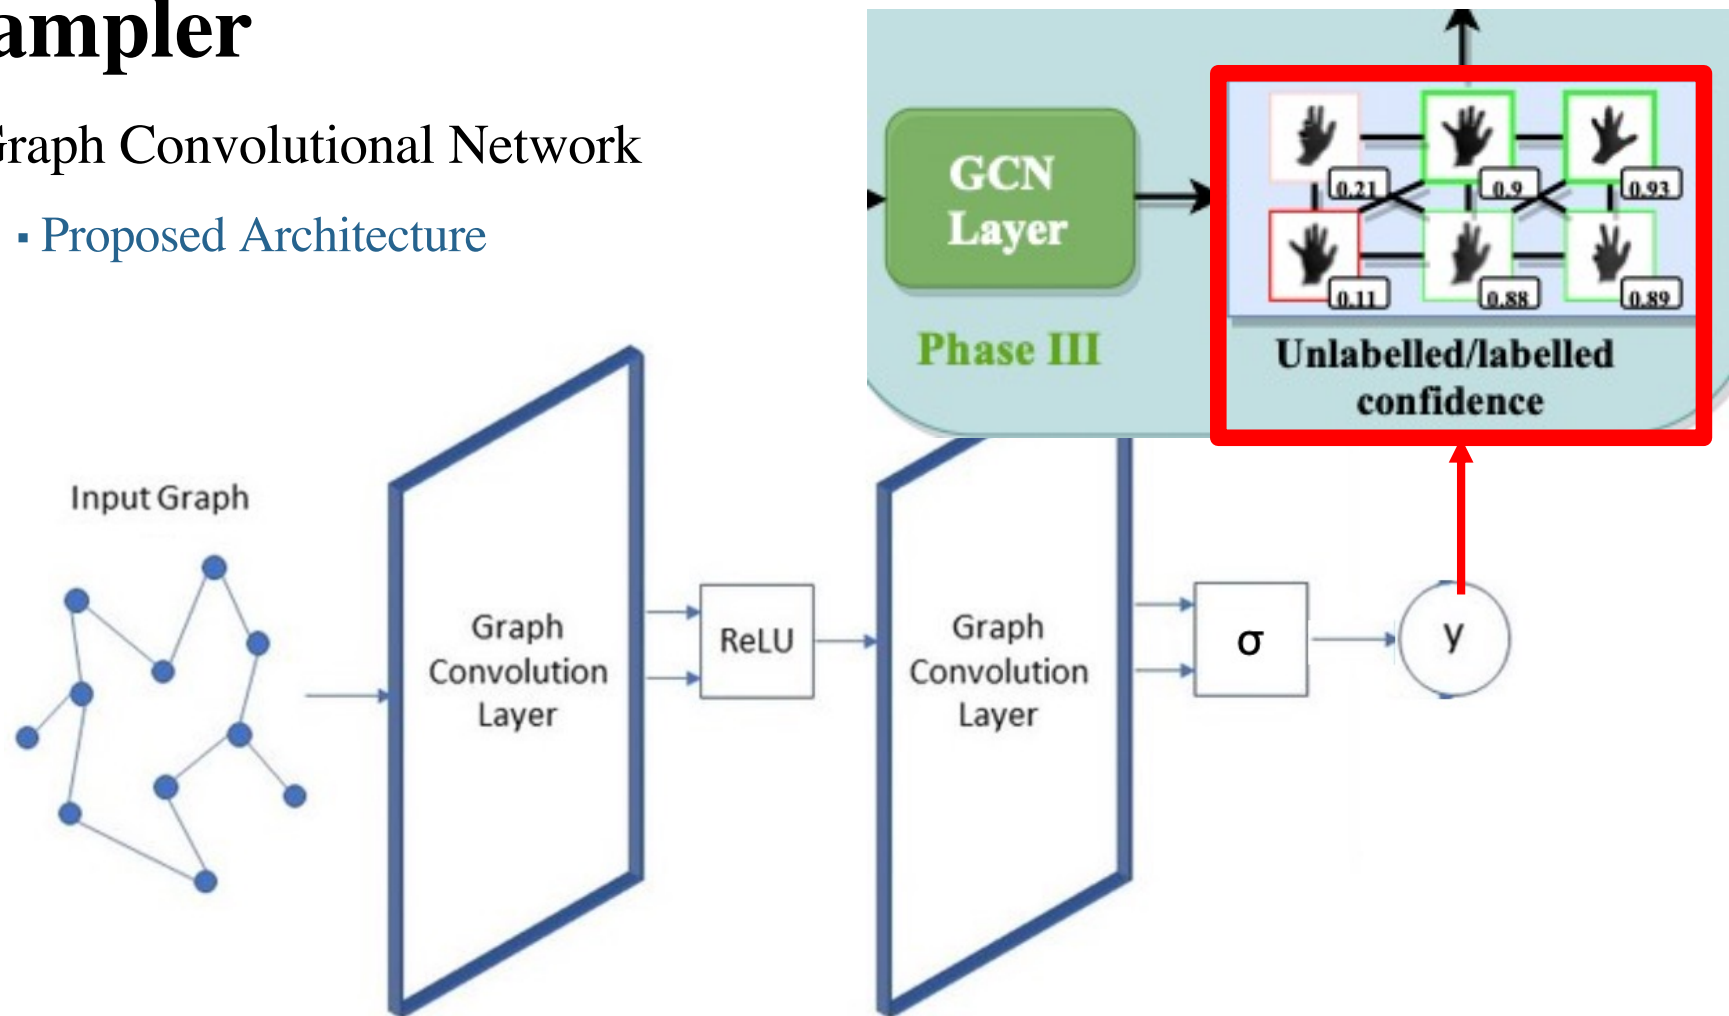 ampler
Graph Convolutional Network
▪ Proposed Architecture
GCN
Layer
Phase III
0.21
0.9
0.93
0.11
0.88
0.89
Unlabelled/labelled
confidence
Input Graph
Graph
Convolution
Layer
ReLU
Graph
Convolution
Layer
σ
y